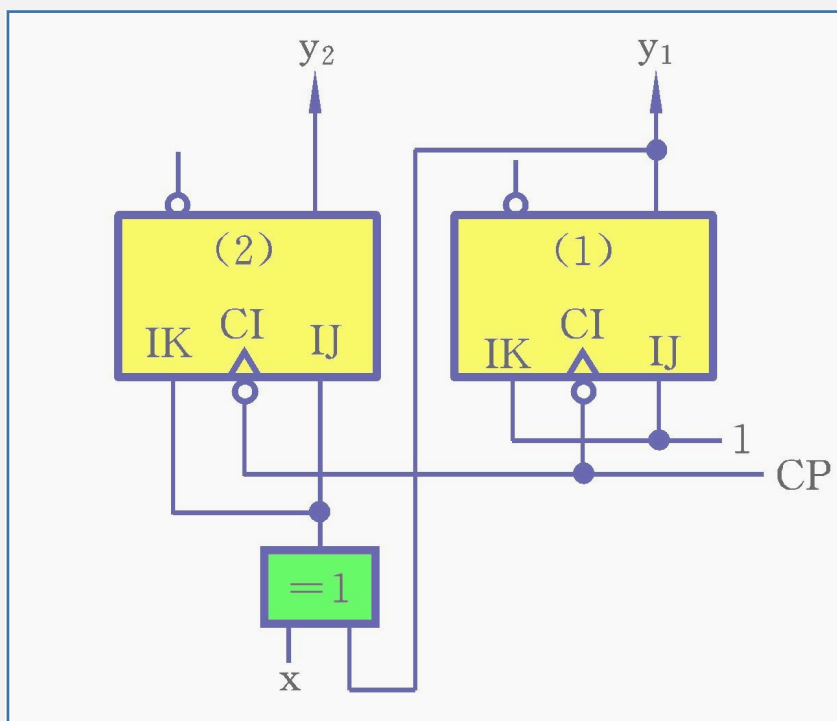 y₂ y₁
(2) (1)
IK CI IJ IK CI IJ
1
CP
=1
x